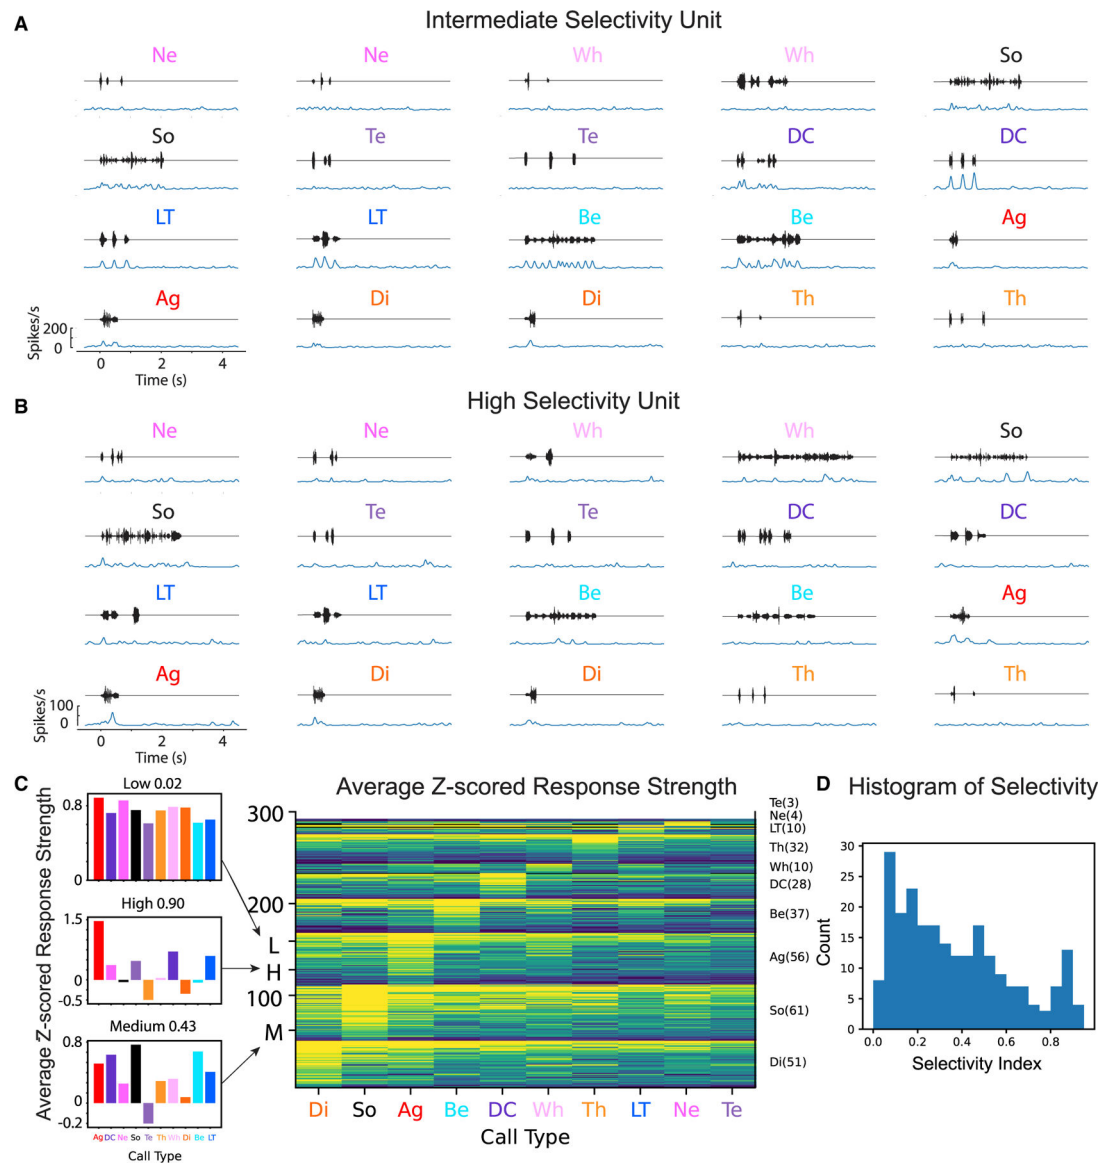 A
Intermediate Selectivity Unit
Ne Ne Wh Wh So
So Te Te DC DC
LT LT Be Be Ag
Ag Di Di Th Th
Spikes/s
200
0
0 2 4
Time (s)
B
High Selectivity Unit
Ne Ne Wh Wh So
So Te Te DC DC
LT LT Be Be Ag
Ag Di Di Th Th
Spikes/s
100
0
0 2 4
Time (s)
C
Average Z-scored Response Strength
Low 0.02
0.8
0
High 0.90
1.5
0
-0.5
Medium 0.43
0.8
0
-0.2
Ag DC Ne So Te Th Wh Di Be LT
Call Type
Average Z-scored Response Strength
300
200
L
H
100
M
Te(3)
Ne(4)
LT(10)
Th(32)
Wh(10)
DC(28)
Be(37)
Ag(56)
So(61)
Di(51)
Di So Ag Be DC Wh Th LT Ne Te
Call Type
D
Histogram of Selectivity
Count
30
25
20
15
10
5
0
0.0 0.2 0.4 0.6 0.8
Selectivity Index